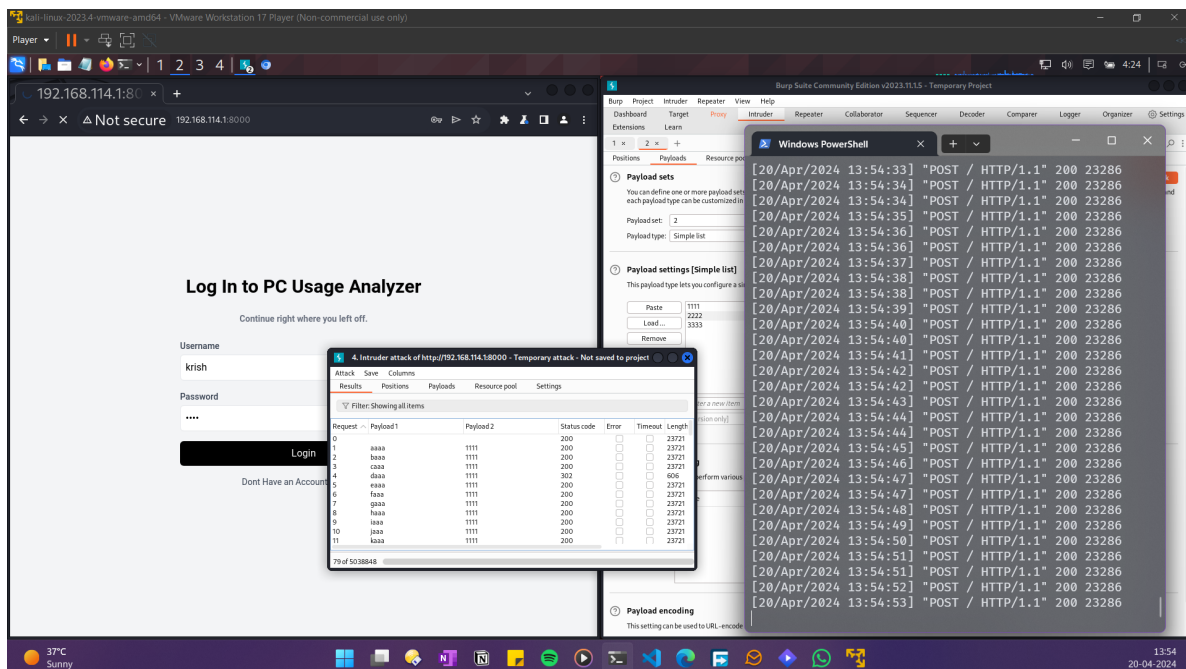 kali-linux-2023.4-vmware-amd64 - VMware Workstation 17 Player (Non-commercial use only)
Player
1 2 3 4 4:24
192.168.114.1:80
Not secure 192.168.114.1:8000
Log In to PC Usage Analyzer
Continue right where you left off.
Username
krish
Password
••••
Login
Dont Have an Account
Burp Suite Community Edition v2023.11.1.5 - Temporary Project
Burp Project Intruder Repeater View Help
Dashboard Target Proxy Intruder Repeater Collaborator Sequencer Decoder Comparer Logger Organizer Settings
Extensions Learn
1 × 2 × +
Positions Payloads Resource poo
Payload sets
You can define one or more payload sets
each payload type can be customized in
Payload set: 2
Payload type: Simple list
Payload settings [Simple list]
This payload type lets you configure a si
Paste
Load ...
Remove
1111
2222
3333
er a new item
rsion only]
erform various
Payload encoding
This setting can be used to URL-encode
4. Intruder attack of http://192.168.114.1:8000 - Temporary attack - Not saved to project
Attack Save Columns
Results Positions Payloads Resource pool Settings
Filter: Showing all items
Request Payload 1 Payload 2 Status code Error Timeout Length
0 200 23721
1 aaaa 1111 200 23721
2 baaa 1111 200 23721
3 caaa 1111 200 23721
4 daaa 1111 302 606
5 eaaa 1111 200 23721
6 faaa 1111 200 23721
7 gaaa 1111 200 23721
8 haaa 1111 200 23721
9 iaaa 1111 200 23721
10 jaaa 1111 200 23721
11 kaaa 1111 200 23721
79 of 5038848
Windows PowerShell
[20/Apr/2024 13:54:33] "POST / HTTP/1.1" 200 23286
[20/Apr/2024 13:54:34] "POST / HTTP/1.1" 200 23286
[20/Apr/2024 13:54:34] "POST / HTTP/1.1" 200 23286
[20/Apr/2024 13:54:35] "POST / HTTP/1.1" 200 23286
[20/Apr/2024 13:54:36] "POST / HTTP/1.1" 200 23286
[20/Apr/2024 13:54:36] "POST / HTTP/1.1" 200 23286
[20/Apr/2024 13:54:37] "POST / HTTP/1.1" 200 23286
[20/Apr/2024 13:54:38] "POST / HTTP/1.1" 200 23286
[20/Apr/2024 13:54:38] "POST / HTTP/1.1" 200 23286
[20/Apr/2024 13:54:39] "POST / HTTP/1.1" 200 23286
[20/Apr/2024 13:54:40] "POST / HTTP/1.1" 200 23286
[20/Apr/2024 13:54:40] "POST / HTTP/1.1" 200 23286
[20/Apr/2024 13:54:41] "POST / HTTP/1.1" 200 23286
[20/Apr/2024 13:54:42] "POST / HTTP/1.1" 200 23286
[20/Apr/2024 13:54:42] "POST / HTTP/1.1" 200 23286
[20/Apr/2024 13:54:43] "POST / HTTP/1.1" 200 23286
[20/Apr/2024 13:54:44] "POST / HTTP/1.1" 200 23286
[20/Apr/2024 13:54:44] "POST / HTTP/1.1" 200 23286
[20/Apr/2024 13:54:45] "POST / HTTP/1.1" 200 23286
[20/Apr/2024 13:54:46] "POST / HTTP/1.1" 200 23286
[20/Apr/2024 13:54:47] "POST / HTTP/1.1" 200 23286
[20/Apr/2024 13:54:47] "POST / HTTP/1.1" 200 23286
[20/Apr/2024 13:54:48] "POST / HTTP/1.1" 200 23286
[20/Apr/2024 13:54:49] "POST / HTTP/1.1" 200 23286
[20/Apr/2024 13:54:50] "POST / HTTP/1.1" 200 23286
[20/Apr/2024 13:54:51] "POST / HTTP/1.1" 200 23286
[20/Apr/2024 13:54:51] "POST / HTTP/1.1" 200 23286
[20/Apr/2024 13:54:52] "POST / HTTP/1.1" 200 23286
[20/Apr/2024 13:54:53] "POST / HTTP/1.1" 200 23286
37°C
Sunny
13:54
20-04-2024